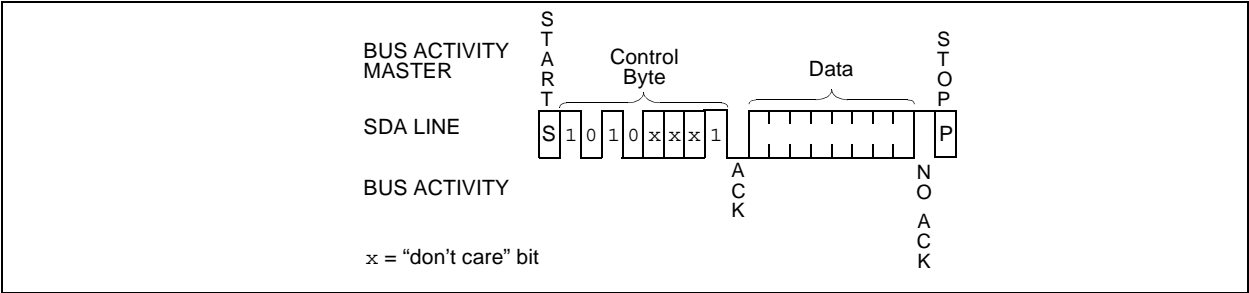 START
BUS ACTIVITY
MASTER
Control
Byte
Data
STOP
SDA LINE
S 1 0 1 0 x x x 1
P
BUS ACTIVITY
ACK
NO ACK
x = “don’t care” bit